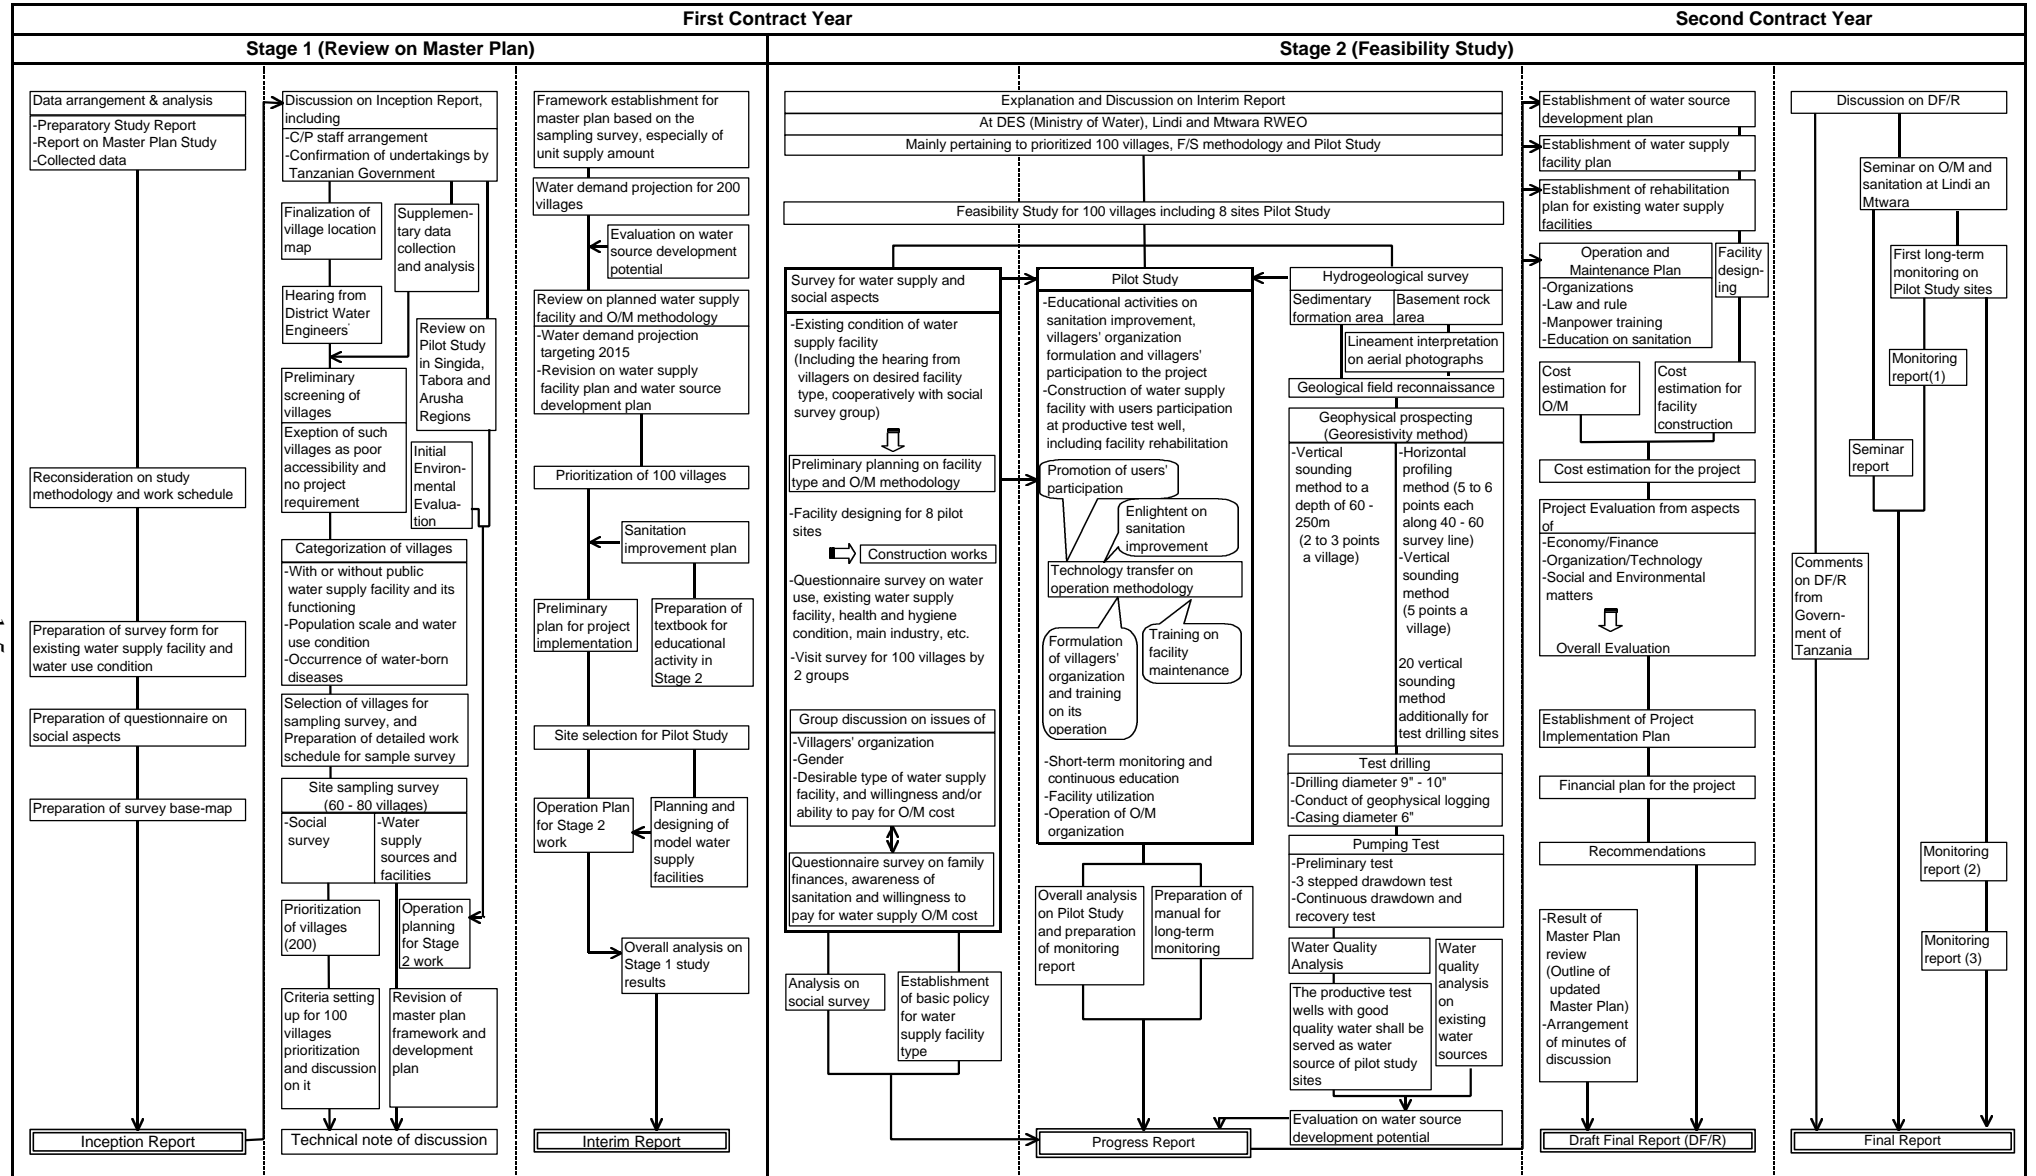 First Contract Year
Second Contract Year
Stage 1 (Review on Master Plan)
Stage 2 (Feasibility Study)
Data arrangement & analysis
-Preparatory Study Report
-Report on Master Plan Study
-Collected data
Reconsideration on study
methodology and work schedule
Preparation of survey form for
existing water supply facility and
water use condition
Preparation of questionnaire on
social aspects
Preparation of survey base-map
Inception Report
Discussion on Inception Report,
including
-C/P staff arrangement
-Confirmation of undertakings by
Tanzanian Government
Finalization of
village location
map
Supplemen-
tary data
collection
and analysis
Hearing from
District Water
Engineers
Review on
Pilot Study
in Singida,
Tabora and
Arusha
Regions
Preliminary
screening of
villages
Exeption of such
villages as poor
accessibility and
no project
requirement
Initial
Environ-
mental
Evalua-
tion
Categorization of villages
-With or without public
water supply facility and its
functioning
-Population scale and water
use condition
-Occurrence of water-born
diseases
Selection of villages for
sampling survey, and
Preparation of detailed work
schedule for sample survey
Site sampling survey
(60 - 80 villages)
-Social
survey
-Water
supply
sources and
facilities
Prioritization
of villages
(200)
Operation
planning
for Stage
2 work
Criteria setting
up for 100
villages
prioritization
and discussion
on it
Revision of
master plan
framework and
development
plan
Technical note of discussion
Framework establishment for
master plan based on the
sampling survey, especially of
unit supply amount
Water demand projection for 200
villages
Evaluation on water
source development
potential
Review on planned water supply
facility and O/M methodology
-Water demand projection
targeting 2015
-Revision on water supply
facility plan and water source
development plan
Prioritization of 100 villages
Sanitation
improvement plan
Preliminary
plan for project
implementation
Preparation of
textbook for
educational
activity in
Stage 2
Site selection for Pilot Study
Operation Plan
for Stage 2
work
Planning and
designing of
model water
supply
facilities
Overall analysis on
Stage 1 study
results
Interim Report
Explanation and Discussion on Interim Report
At DES (Ministry of Water), Lindi and Mtwara RWEO
Mainly pertaining to prioritized 100 villages, F/S methodology and Pilot Study
Feasibility Study for 100 villages including 8 sites Pilot Study
Survey for water supply and
social aspects
-Existing condition of water
supply facility
(Including the hearing from
villagers on desired facility
type, cooperatively with social
survey group)
Preliminary planning on facility
type and O/M methodology
-Facility designing for 8 pilot
sites
Construction works
-Questionnaire survey on water
use, existing water supply
facility, health and hygiene
condition, main industry, etc.
-Visit survey for 100 villages by
2 groups
Group discussion on issues of
-Villagers' organization
-Gender
-Desirable type of water supply
facility, and willingness and/or
ability to pay for O/M cost
Questionnaire survey on family
finances, awareness of
sanitation and willingness to
pay for water supply O/M cost
Analysis on
social survey
Establishment
of basic policy
for water
supply facility
type
Pilot Study
-Educational activities on
sanitation improvement,
villagers' organization
formulation and villagers'
participation to the project
-Construction of water supply
facility with users participation
at productive test well,
including facility rehabilitation
Promotion of users'
participation
Enlightent on
sanitation
improvement
Technology transfer on
operation methodology
Formulation
of villagers'
organization
and training
on its
operation
Training on
facility
maintenance
-Short-term monitoring and
continuous education
-Facility utilization
-Operation of O/M
organization
Overall analysis
on Pilot Study
and preparation
of monitoring
report
Preparation of
manual for
long-term
monitoring
Progress Report
Hydrogeological survey
Sedimentary
formation area
Basement rock
area
Lineament interpretation
on aerial photographs
Geological field reconnaissance
Geophysical prospecting
(Georesistivity method)
-Vertical
sounding
method to a
depth of 60 -
250m
(2 to 3 points
a village)
-Horizontal
profiling
method (5 to 6
points each
along 40 - 60
survey line)
-Vertical
sounding
method
(5 points a
village)
20 vertical
sounding
method
additionally for
test drilling sites
Test drilling
-Drilling diameter 9" - 10"
-Conduct of geophysical logging
-Casing diameter 6"
Pumping Test
-Preliminary test
-3 stepped drawdown test
-Continuous drawdown and
recovery test
Water Quality
Analysis
Water
quality
analysis
on
existing
water
sources
The productive test
wells with good
quality water shall be
served as water
source of pilot study
sites
Evaluation on water source
development potential
Establishment of water source
development plan
Establishment of water supply
facility plan
Establishment of rehabilitation
plan for existing water supply
facilities
Operation and
Maintenance Plan
-Organizations
-Law and rule
-Manpower training
-Education on sanitation
Facility
design-
ing
Cost
estimation for
O/M
Cost
estimation for
facility
construction
Cost estimation for the project
Project Evaluation from aspects
of
-Economy/Finance
-Organization/Technology
-Social and Environmental
matters
Overall Evaluation
Establishment of Project
Implementation Plan
Financial plan for the project
Recommendations
-Result of
Master Plan
review
(Outline of
updated
Master Plan)
-Arrangement
of minutes of
discussion
Draft Final Report (DF/R)
Discussion on DF/R
Seminar on O/M and
sanitation at Lindi an
Mtwara
First long-term
monitoring on
Pilot Study sites
Monitoring
report(1)
Seminar
report
Comments
on DF/R
from
Govern-
ment of
Tanzania
Monitoring
report (2)
Monitoring
report (3)
Final Report